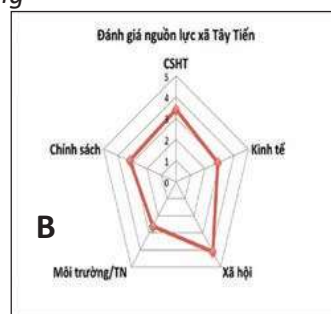 Đánh giá nguồn lực xã Tây Tiến
CSHT
5
4
3
2
1
0
Chính sách
Kinh tế
B
Môi trường/TN
Xã hội